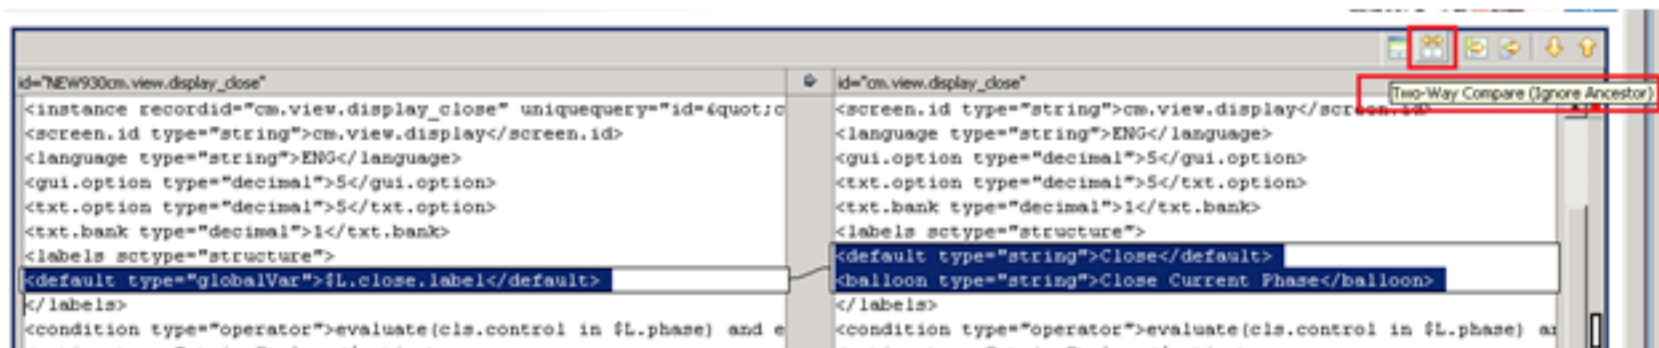 id="NEW930cm.view.display_close"
id="cm.view.display_close"
Two-Way Compare (Ignore Ancestor)
<instance recordid="cm.view.display_close" uniquequery="id=&quot;c
<screen.id type="string">cm.view.display</screen.id>
<language type="string">ENG</language>
<gui.option type="decimal">5</gui.option>
<txt.option type="decimal">5</txt.option>
<txt.bank type="decimal">1</txt.bank>
<labels sctype="structure">
<default type="globalVar">$L.close.label</default>
</labels>
<condition type="operator">evaluate(cls.control in $L.phase) and e
<screen.id type="string">cm.view.display</screen.id>
<language type="string">ENG</language>
<gui.option type="decimal">5</gui.option>
<txt.option type="decimal">5</txt.option>
<txt.bank type="decimal">1</txt.bank>
<labels sctype="structure">
<default type="string">Close</default>
<balloon type="string">Close Current Phase</balloon>
</labels>
<condition type="operator">evaluate(cls.control in $L.phase) an